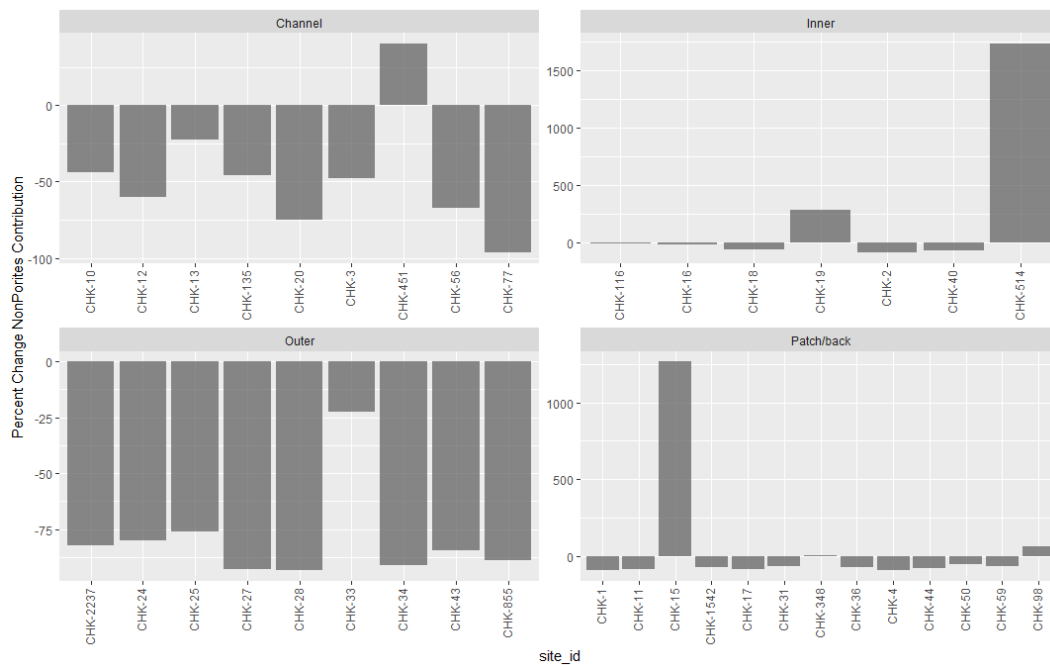 Percent Change NonPorites Contribution
Channel
0
-50
-100
CHK-10
CHK-12
CHK-13
CHK-135
CHK-20
CHK-3
CHK-451
CHK-56
CHK-77
Inner
1500
1000
500
0
CHK-116
CHK-16
CHK-18
CHK-19
CHK-2
CHK-40
CHK-514
Outer
0
-25
-50
-75
CHK-2237
CHK-24
CHK-25
CHK-27
CHK-28
CHK-33
CHK-34
CHK-43
CHK-855
Patch/back
1000
500
0
CHK-1
CHK-11
CHK-15
CHK-1542
CHK-17
CHK-31
CHK-348
CHK-36
CHK-4
CHK-44
CHK-50
CHK-59
CHK-98
site_id